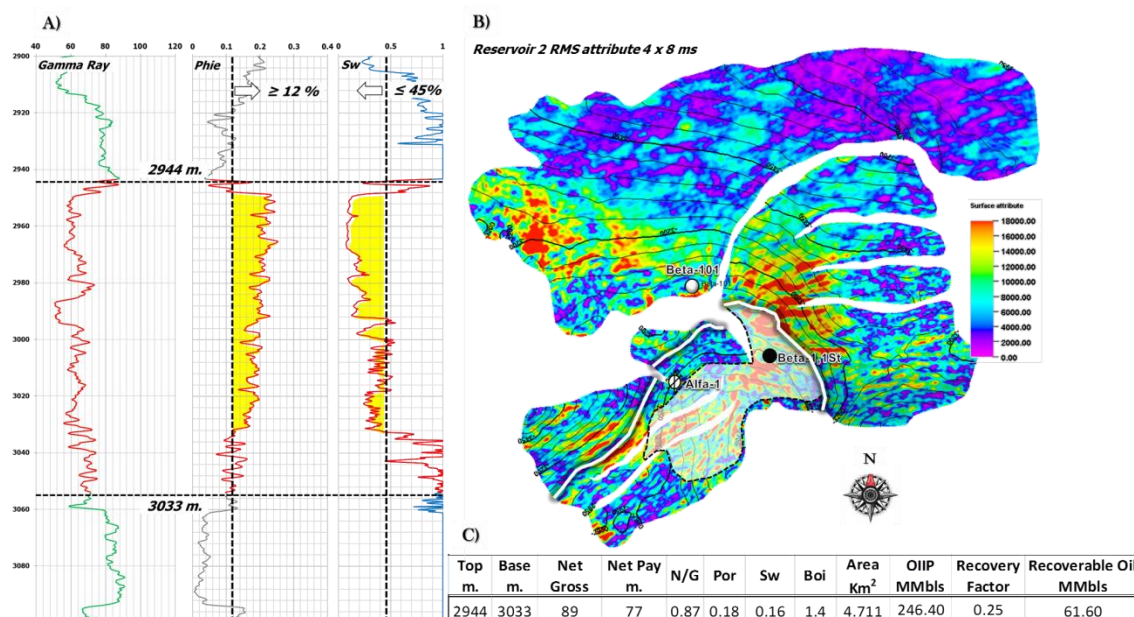 A)
40 60 80 100 120 0 0.1 0.2 0.3 0.4 0 0.5 1
Gamma Ray Phie Sw
≥ 12 % ≤ 45%
2900
2920
2940
2944 m.
2960
2980
3000
3020
3040
3033 m.
3060
3080
B)
Reservoir 2 RMS attribute 4 x 8 ms
Surface attribute
18000.00
16000.00
14000.00
12000.00
10000.00
8000.00
6000.00
4000.00
2000.00
0.00
Beta-101
Beta-1 1St
Alfa-1
N
C)
Top Base Net Net Pay N/G Por Sw Boi Area OIIP Recovery Recoverable Oil
m. m. Gross m. Km² MMbls Factor MMbls
2944 3033 89 77 0.87 0.18 0.16 1.4 4.711 246.40 0.25 61.60